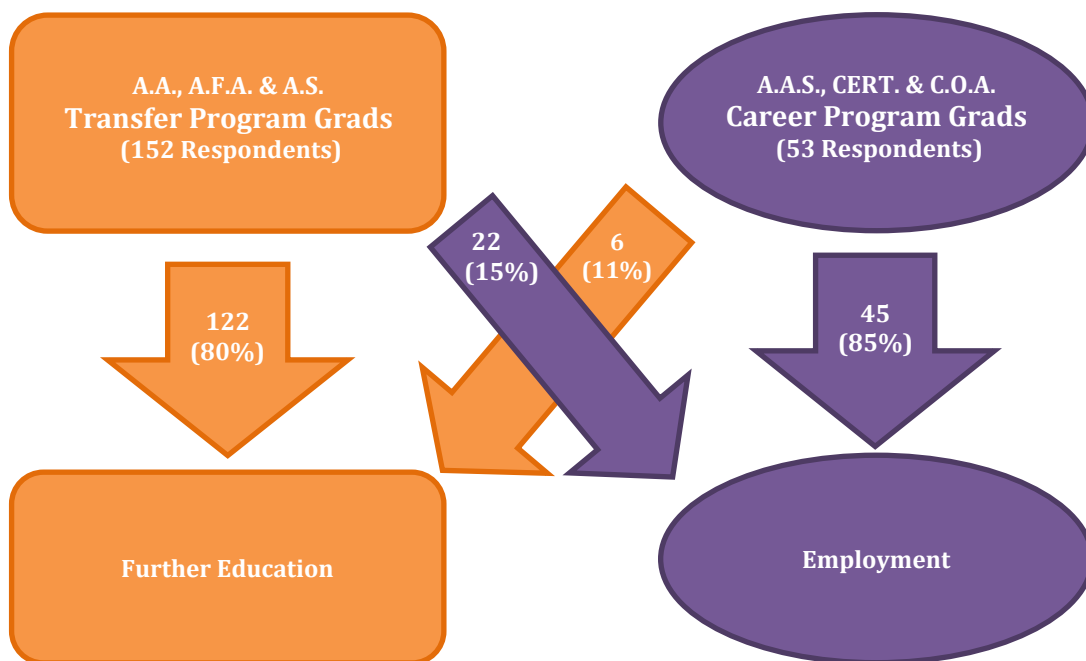 A.A., A.F.A. & A.S.
Transfer Program Grads
(152 Respondents)
A.A.S., CERT. & C.O.A.
Career Program Grads
(53 Respondents)
122
(80%)
22
(15%)
6
(11%)
45
(85%)
Further Education
Employment